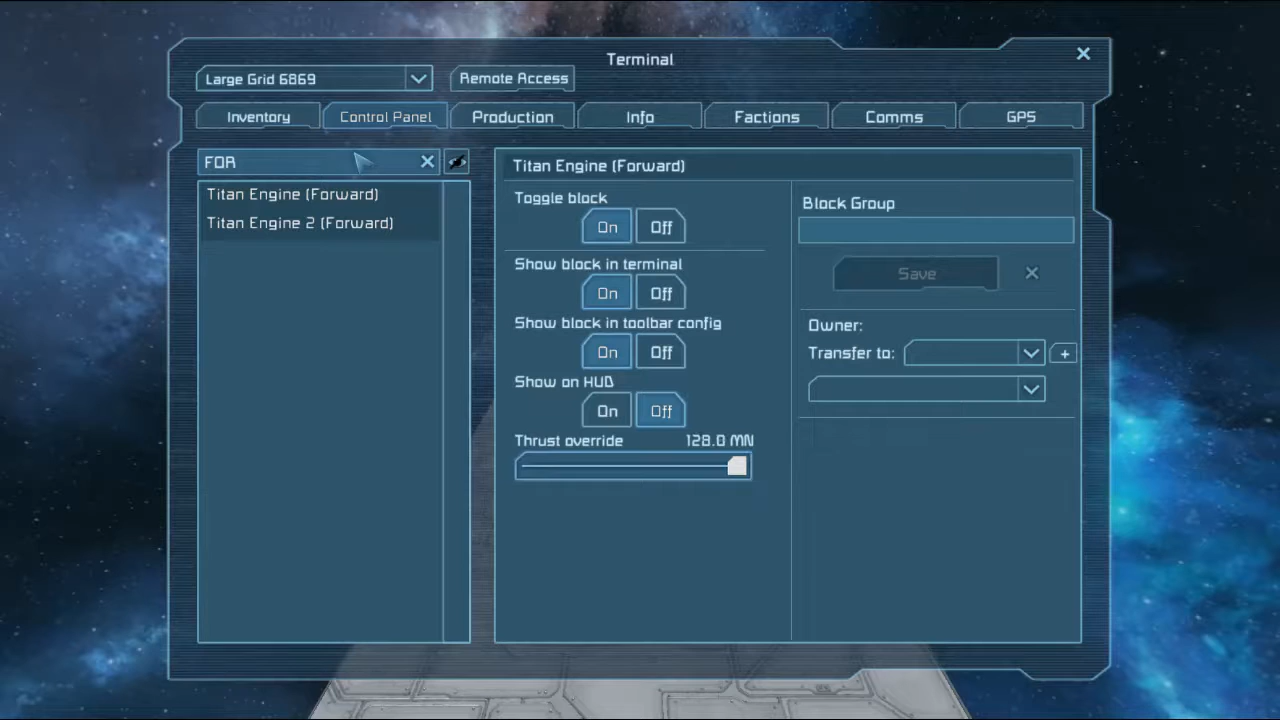 Terminal
Large Grid 6869
Remote Access
Inventory
Control Panel
Production
Info
Factions
Comms
GPS
FOR
Titan Engine (Forward)
Titan Engine 2 (Forward)
Titan Engine (Forward)
Toggle block
On
Off
Show block in terminal
On
Off
Show block in toolbar config
On
Off
Show on HUD
On
Off
Thrust override 128.0 MN
Block Group
Save
Owner:
Transfer to: